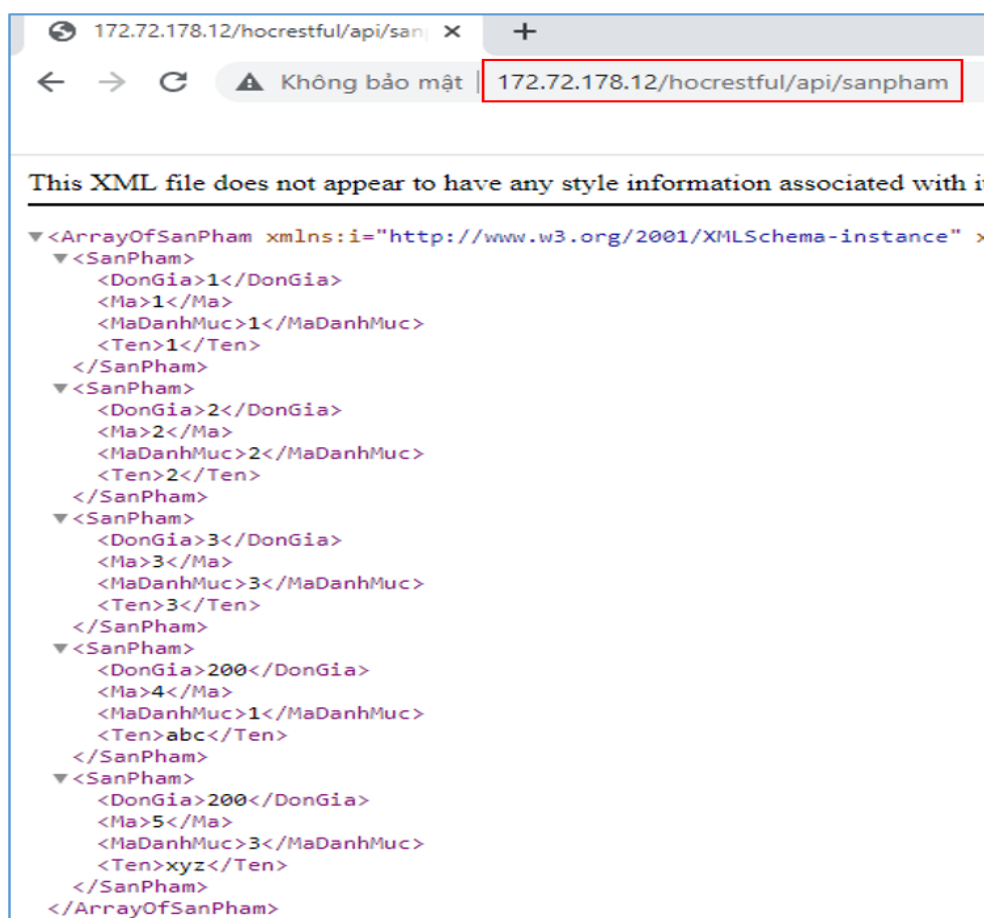 172.72.178.12/hocrestful/api/san
Không bảo mật | 172.72.178.12/hocrestful/api/sanpham
This XML file does not appear to have any style information associated with
<ArrayOfSanPham xmlns:i="http://www.w3.org/2001/XMLSchema-instance"
<SanPham>
<DonGia>1</DonGia>
<Ma>1</Ma>
<MaDanhMuc>1</MaDanhMuc>
<Ten>1</Ten>
</SanPham>
<SanPham>
<DonGia>2</DonGia>
<Ma>2</Ma>
<MaDanhMuc>2</MaDanhMuc>
<Ten>2</Ten>
</SanPham>
<SanPham>
<DonGia>3</DonGia>
<Ma>3</Ma>
<MaDanhMuc>3</MaDanhMuc>
<Ten>3</Ten>
</SanPham>
<SanPham>
<DonGia>200</DonGia>
<Ma>4</Ma>
<MaDanhMuc>1</MaDanhMuc>
<Ten>abc</Ten>
</SanPham>
<SanPham>
<DonGia>200</DonGia>
<Ma>5</Ma>
<MaDanhMuc>3</MaDanhMuc>
<Ten>xyz</Ten>
</SanPham>
</ArrayOfSanPham>